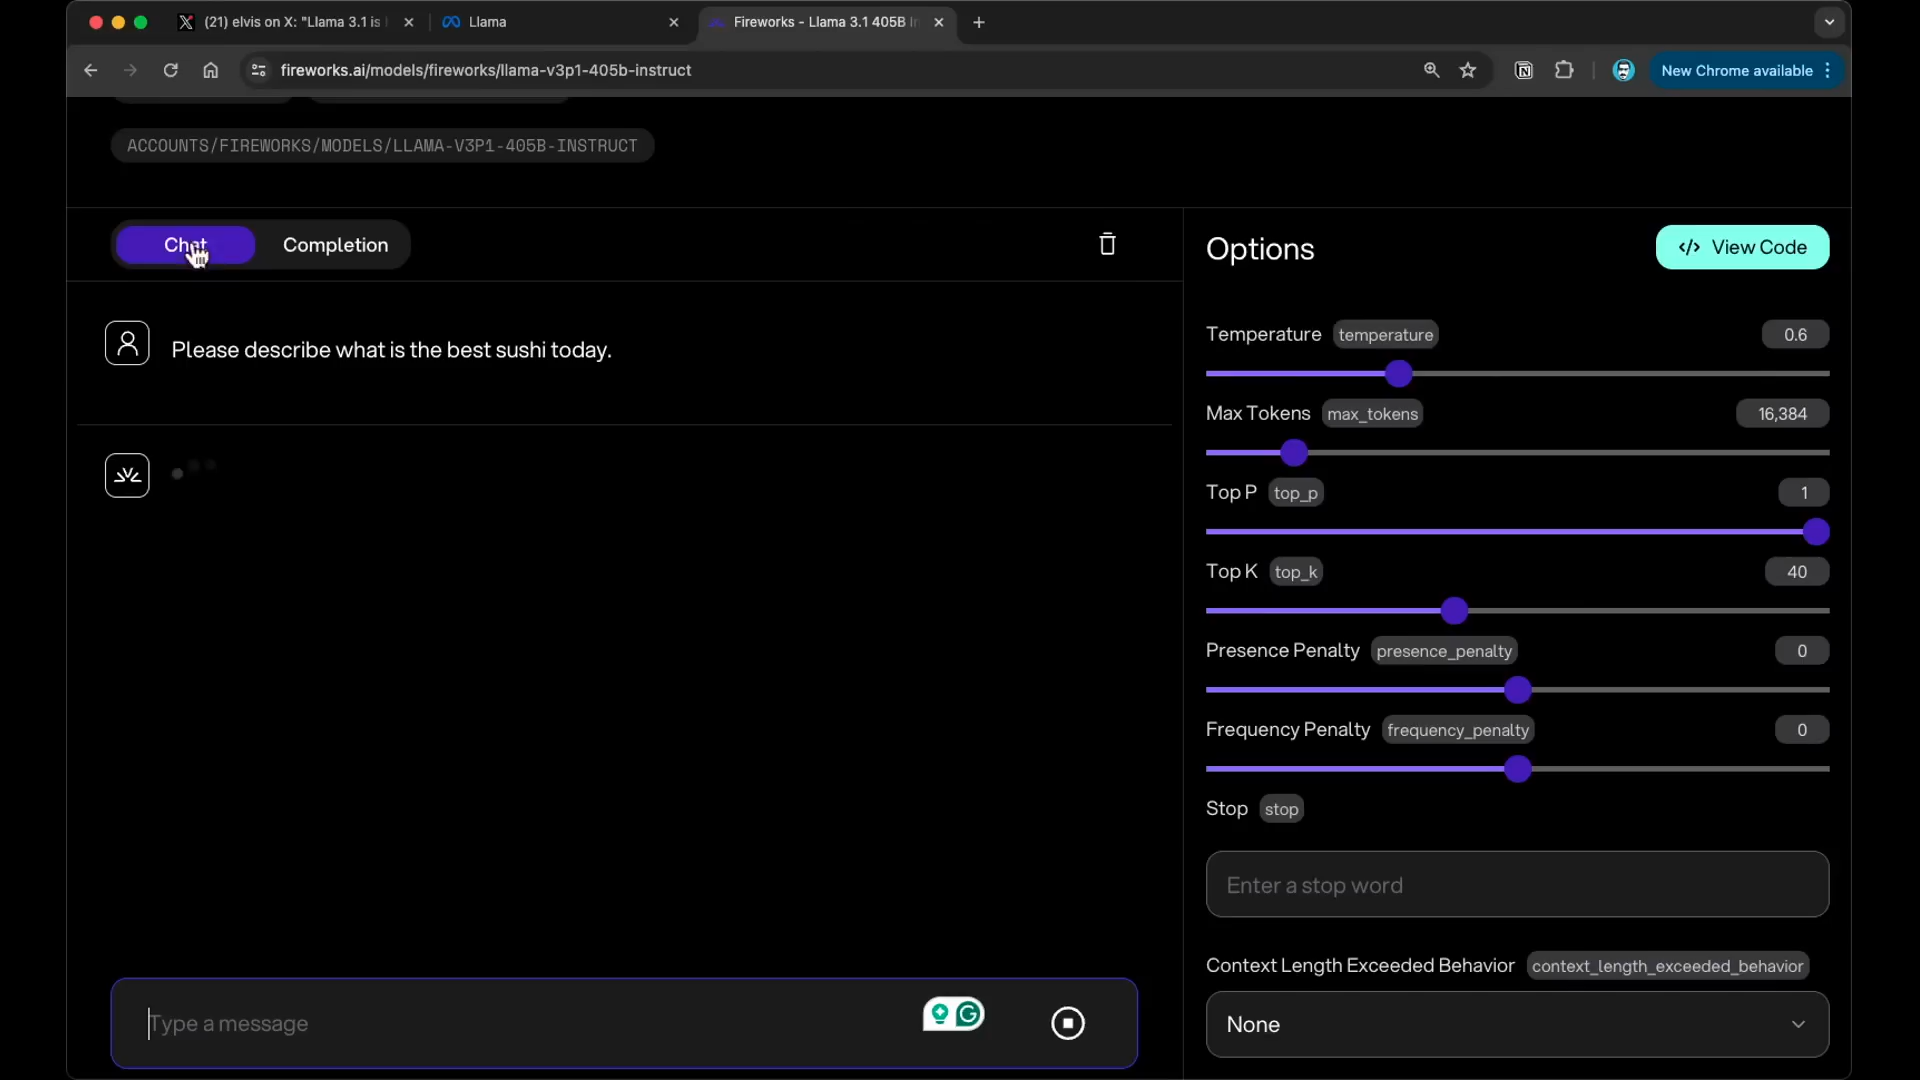 (21) elvis on X: "Llama 3.1 is
Llama
Fireworks - Llama 3.1 405B In
fireworks.ai/models/fireworks/llama-v3p1-405b-instruct
New Chrome available
ACCOUNTS/FIREWORKS/MODELS/LLAMA-V3P1-405B-INSTRUCT
Chat
Completion
Options
</> View Code
Please describe what is the best sushi today.
Temperature temperature 0.6
Max Tokens max_tokens 16,384
Top P top_p 1
Top K top_k 40
Presence Penalty presence_penalty 0
Frequency Penalty frequency_penalty 0
Stop stop
Enter a stop word
Context Length Exceeded Behavior context_length_exceeded_behavior
None
Type a message